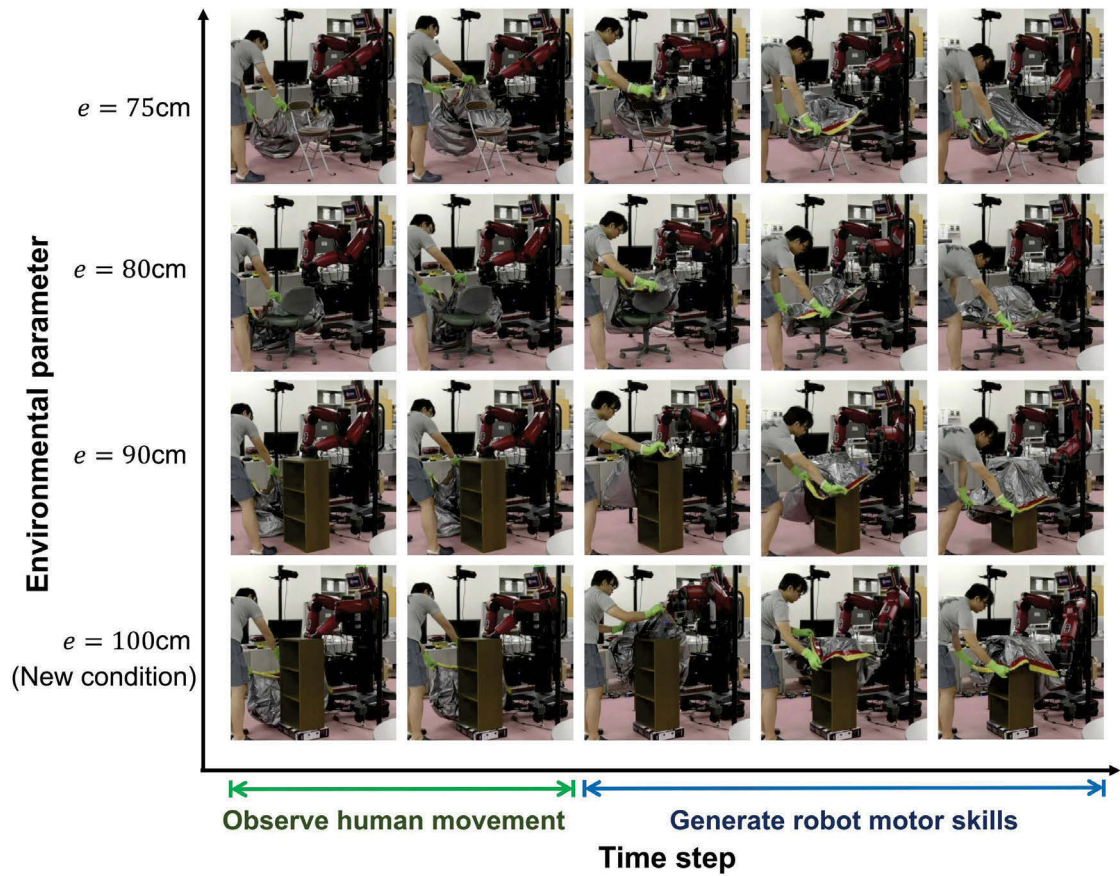 Environmental parameter
e = 75cm
e = 80cm
e = 90cm
e = 100cm
(New condition)
Observe human movement
Generate robot motor skills
Time step